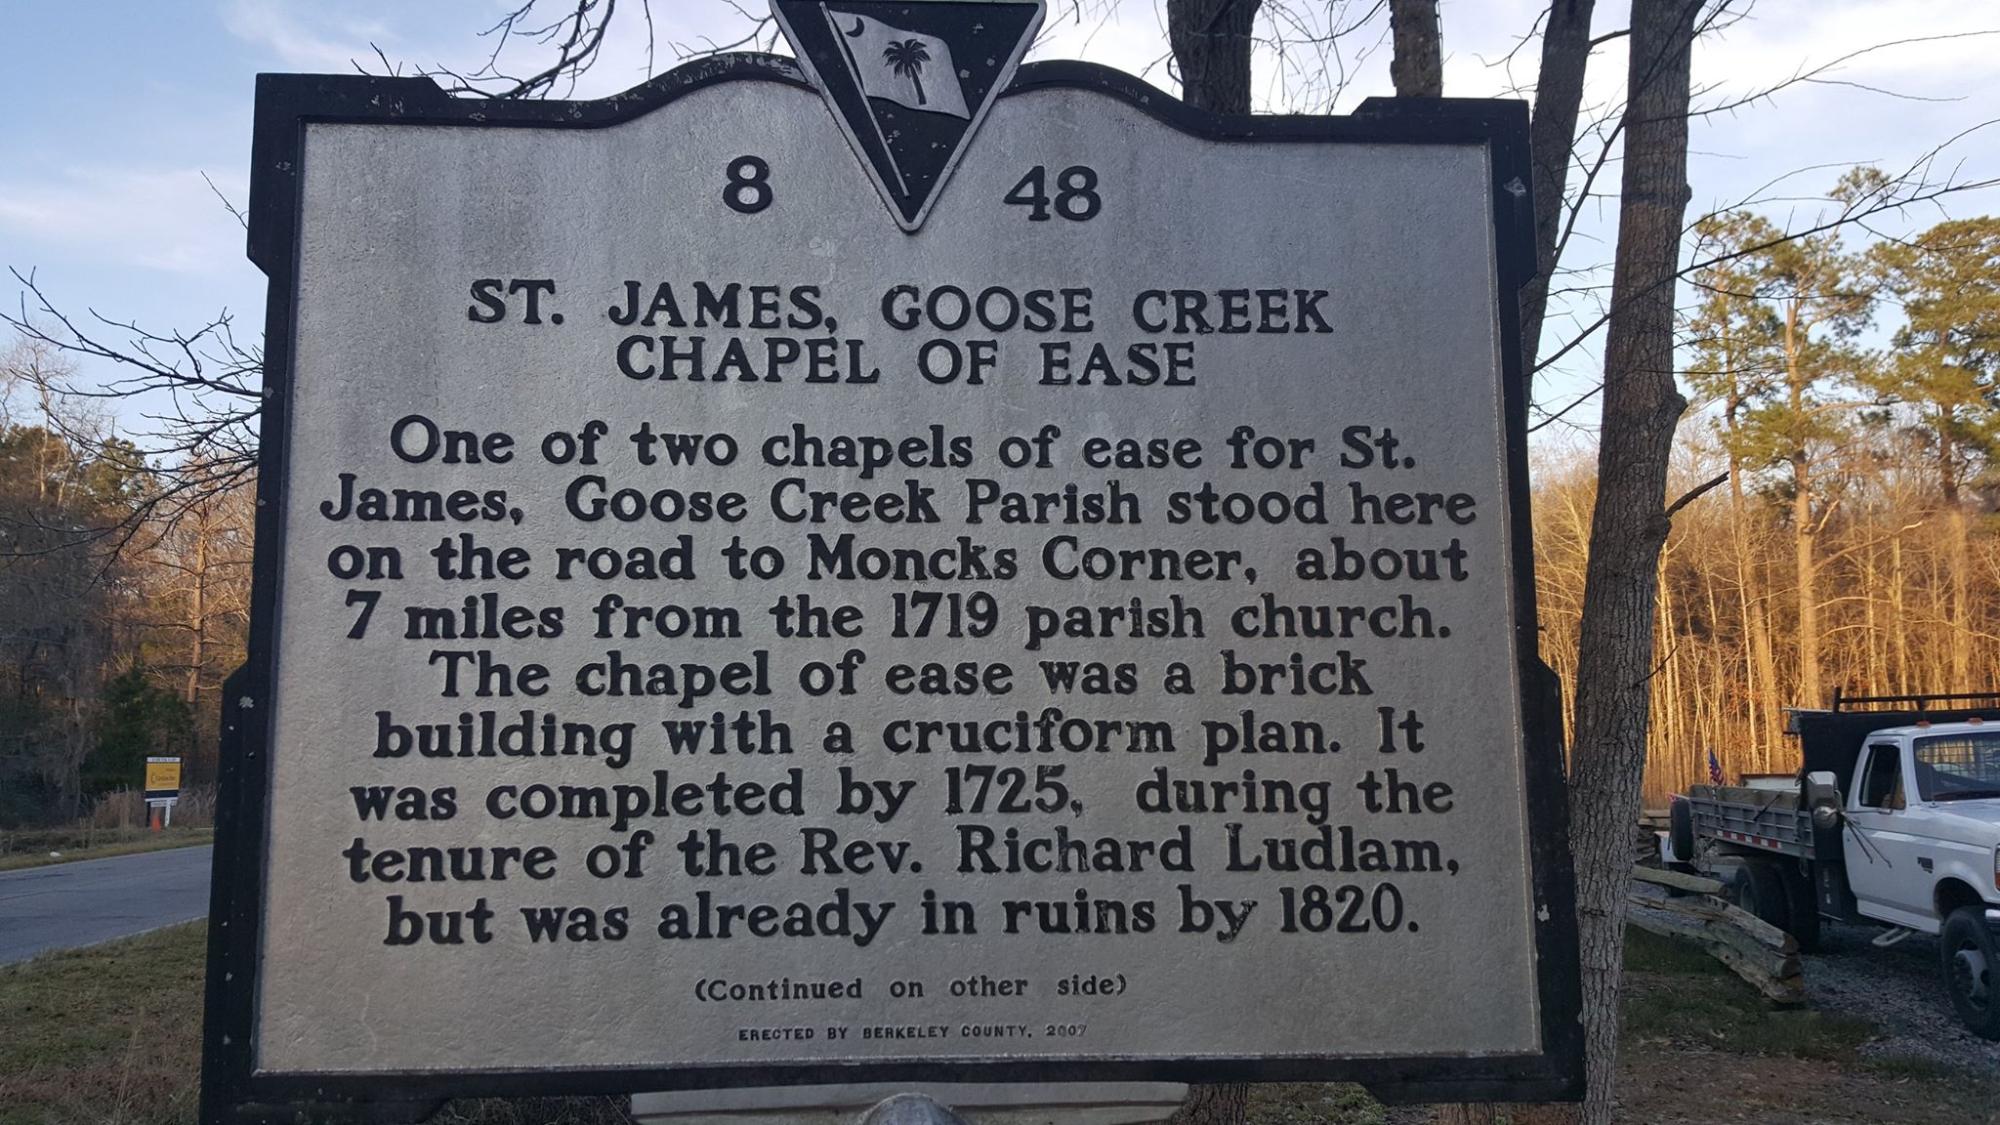 8 48
ST. JAMES, GOOSE CREEK
CHAPEL OF EASE
One of two chapels of ease for St.
James, Goose Creek Parish stood here
on the road to Moncks Corner, about
7 miles from the 1719 parish church.
The chapel of ease was a brick
building with a cruciform plan. It
was completed by 1725, during the
tenure of the Rev. Richard Ludlam,
but was already in ruins by 1820.
(Continued on other side)
ERECTED BY BERKELEY COUNTY, 2007